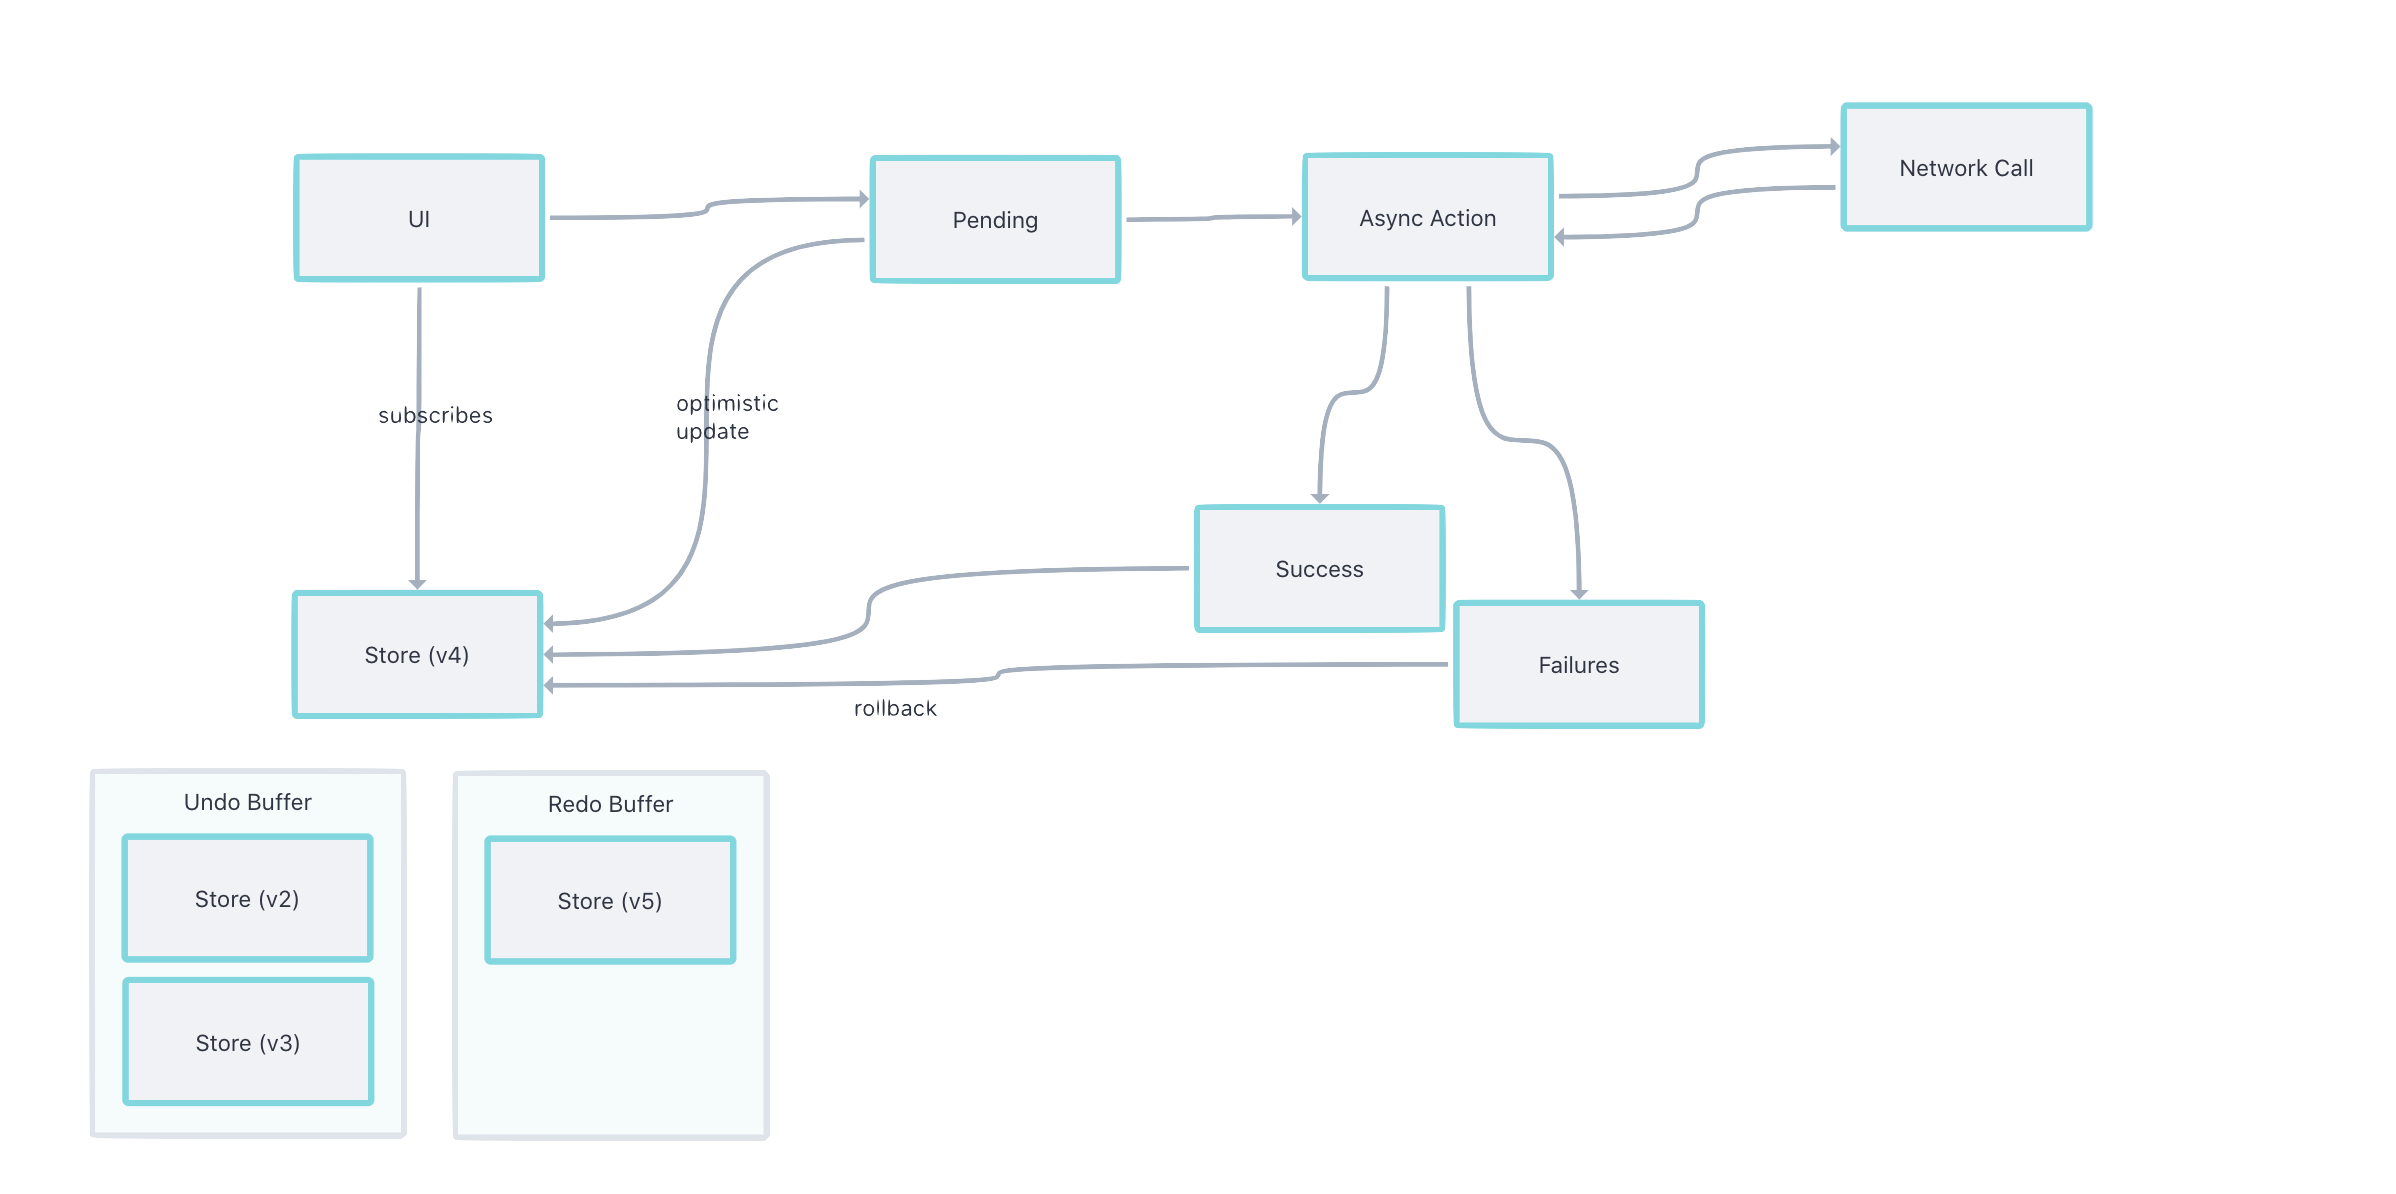 UI
Pending
Async Action
Network Call
subscribes
optimistic
update
Success
Store (v4)
Failures
rollback
Undo Buffer
Store (v2)
Store (v3)
Redo Buffer
Store (v5)